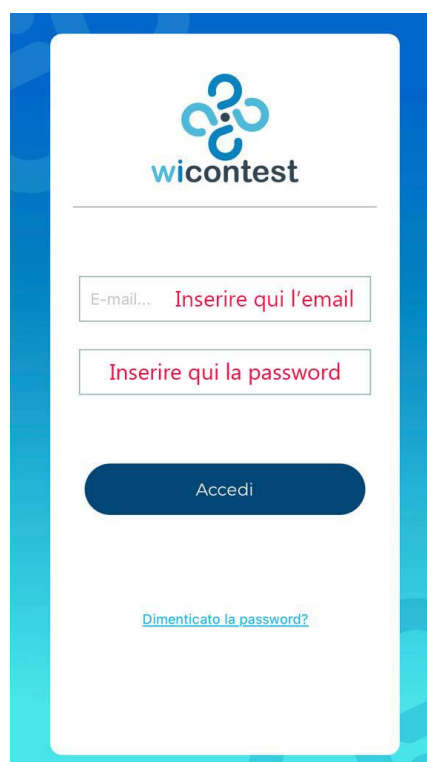 wicontest
E-mail... Inserire qui l'email
Inserire qui la password
Accedi
Dimenticato la password?